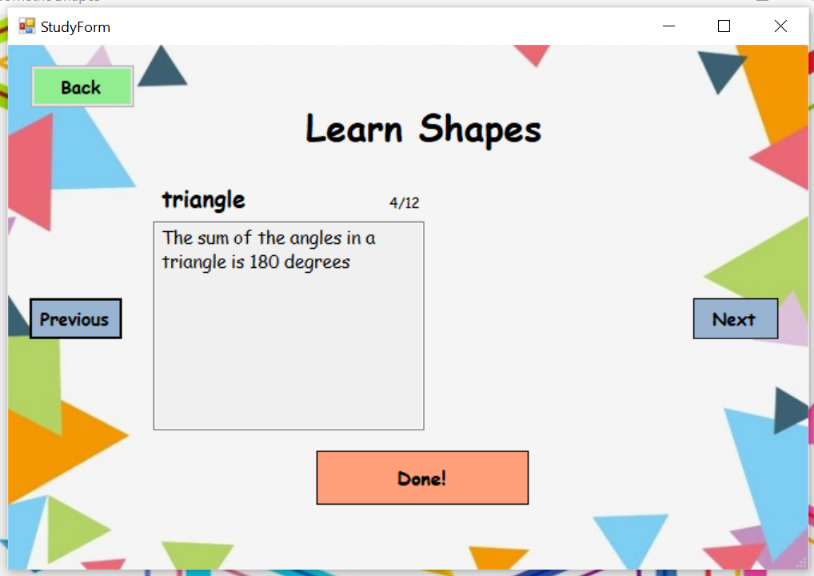 StudyForm
Back
Learn Shapes
triangle
4/12
The sum of the angles in a
triangle is 180 degrees
Previous
Next
Done!